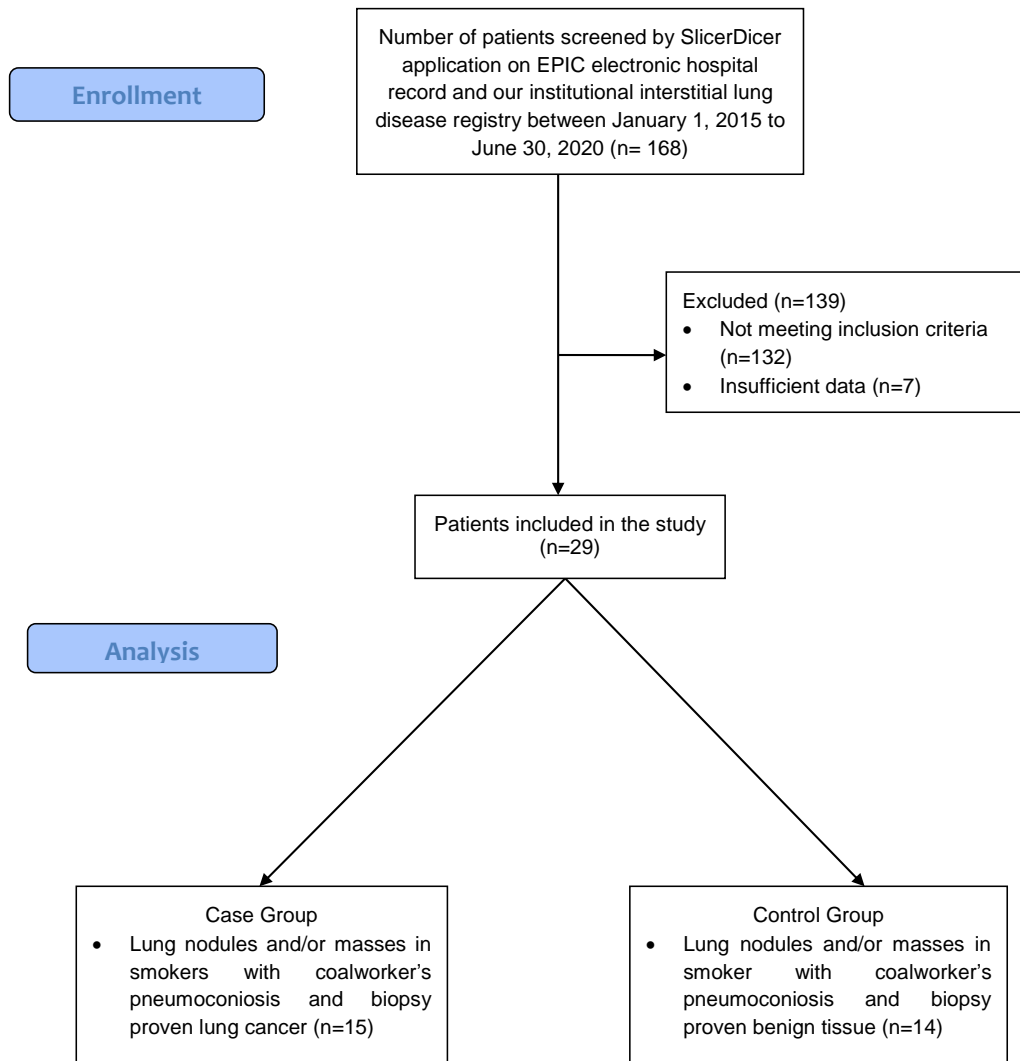 Enrollment
Number of patients screened by SlicerDicer
application on EPIC electronic hospital
record and our institutional interstitial lung
disease registry between January 1, 2015 to
June 30, 2020 (n= 168)
Excluded (n=139)
• Not meeting inclusion criteria
(n=132)
• Insufficient data (n=7)
Patients included in the study
(n=29)
Analysis
Case Group
• Lung nodules and/or masses in
smokers with coalworker's
pneumoconiosis and biopsy
proven lung cancer (n=15)
Control Group
• Lung nodules and/or masses in
smoker with coalworker's
pneumoconiosis and biopsy
proven benign tissue (n=14)